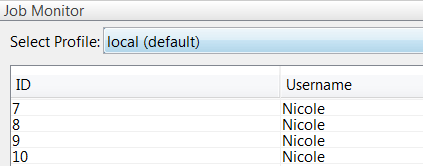 Job Monitor
Select Profile: local (default)
ID Username
7 Nicole
8 Nicole
9 Nicole
10 Nicole